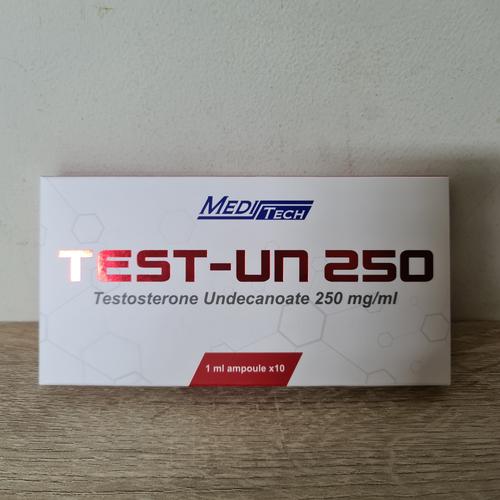 MEDITECH
TEST-UN 250
Testosterone Undecanoate 250 mg/ml
1 ml ampoule x10